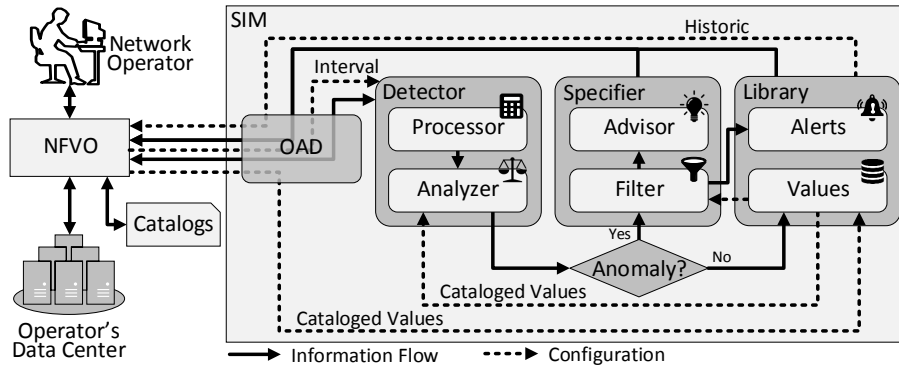 SIM
Historic
Network
Operator
Interval
Detector
Specifier
Library
Processor
Advisor
Alerts
NFVO
OAD
Analyzer
Filter
Values
Catalogs
Yes
Anomaly?
No
Cataloged Values
Cataloged Values
Operator's
Data Center
Information Flow
Configuration